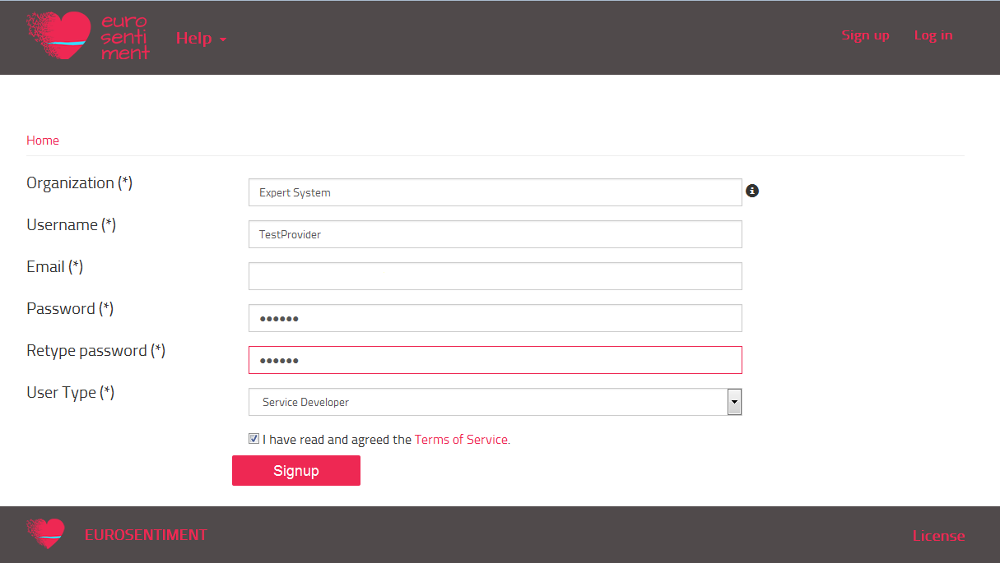 euro
senti
ment
Help
Sign up
Log in
Home
Organization (*)
Expert System
Username (*)
TestProvider
Email (*)
Password (*)
●●●●●●
Retype password (*)
●●●●●●
User Type (*)
Service Developer
I have read and agreed the Terms of Service.
Signup
EUROSENTIMENT
License